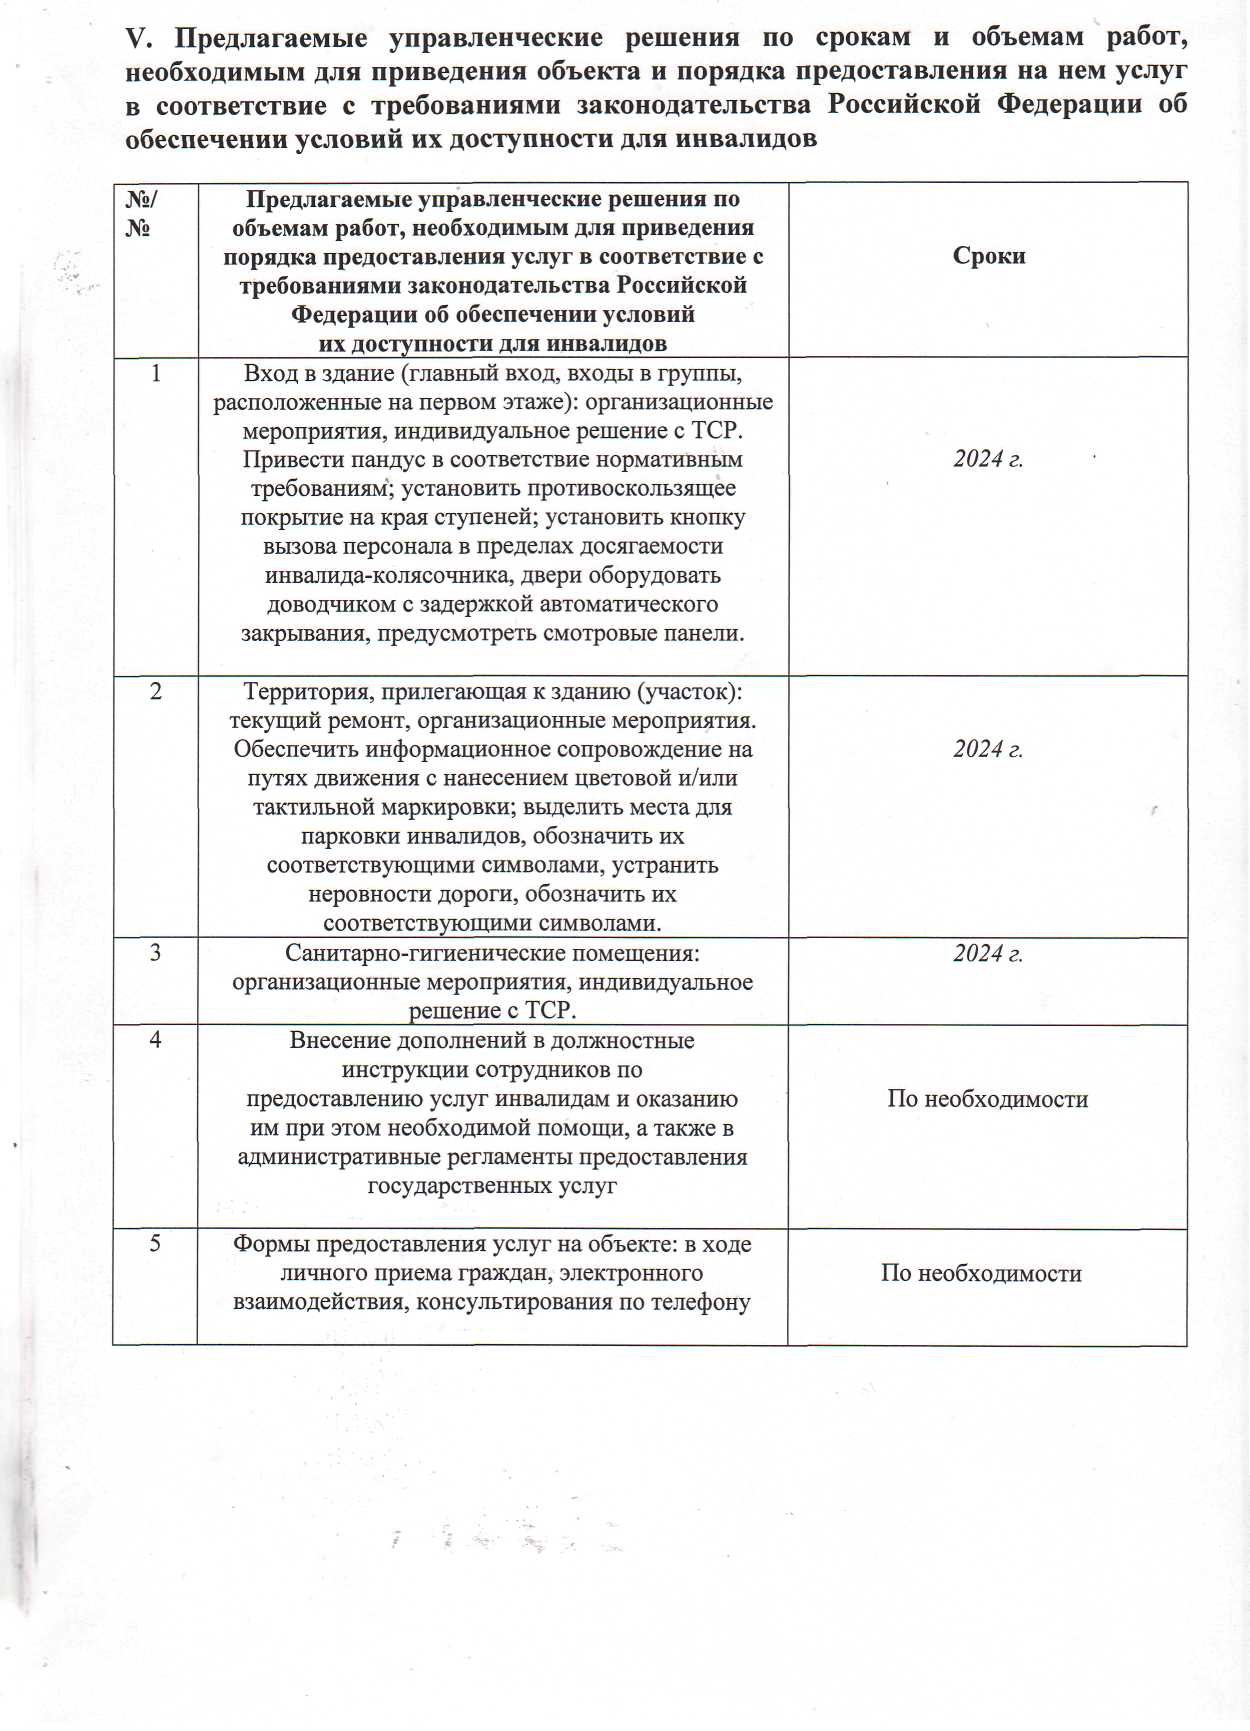 V. Предлагаемые управленческие решения по срокам и объемам работ,
необходимым для приведения объекта и порядка предоставления на нем услуг
в соответствие с требованиями законодательства Российской Федерации об
обеспечении условий их доступности для инвалидов
№/
№
Предлагаемые управленческие решения по
объемам работ, необходимым для приведения
порядка предоставления услуг в соответствие с
требованиями законодательства Российской
Федерации об обеспечении условий
их доступности для инвалидов
Сроки
1
Вход в здание (главный вход, входы в группы,
расположенные на первом этаже): организационные
мероприятия, индивидуальное решение с ТСР.
Привести пандус в соответствие нормативным
требованиям; установить противоскользящее
покрытие на края ступеней; установить кнопку
вызова персонала в пределах досягаемости
инвалида-колясочника, двери оборудовать
доводчиком с задержкой автоматического
закрывания, предусмотреть смотровые панели.
2024 г.
2
Территория, прилегающая к зданию (участок):
текущий ремонт, организационные мероприятия.
Обеспечить информационное сопровождение на
путях движения с нанесением цветовой и/или
тактильной маркировки; выделить места для
парковки инвалидов, обозначить их
соответствующими символами, устранить
неровности дороги, обозначить их
соответствующими символами.
2024 г.
3
Санитарно-гигиенические помещения:
организационные мероприятия, индивидуальное
решение с ТСР.
2024 г.
4
Внесение дополнений в должностные
инструкции сотрудников по
предоставлению услуг инвалидам и оказанию
им при этом необходимой помощи, а также в
административные регламенты предоставления
государственных услуг
По необходимости
5
Формы предоставления услуг на объекте: в ходе
личного приема граждан, электронного
взаимодействия, консультирования по телефону
По необходимости